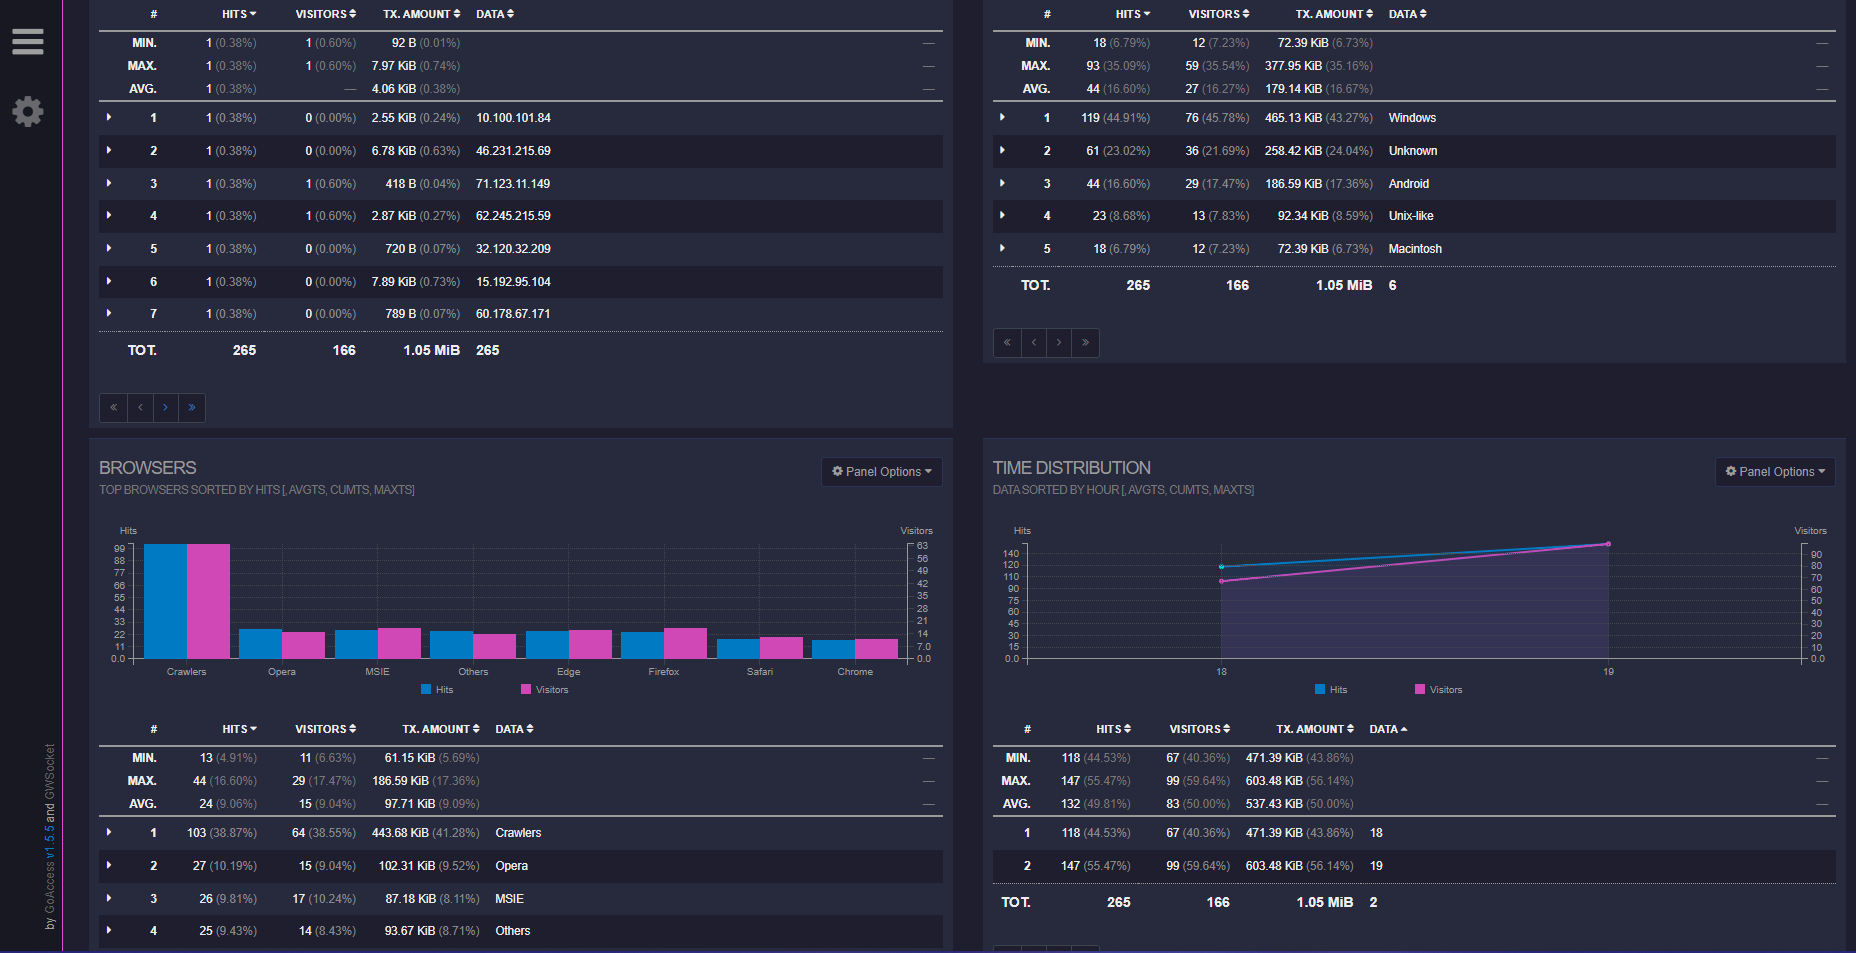 # HITS VISITORS TX. AMOUNT DATA
MIN. 1 (0.38%) 1 (0.60%) 92 B (0.01%) —
MAX. 1 (0.38%) 1 (0.60%) 7.97 KiB (0.74%) —
AVG. 1 (0.38%) — 4.06 KiB (0.38%) —
1 1 (0.38%) 0 (0.00%) 2.55 KiB (0.24%) 10.100.101.84
2 1 (0.38%) 0 (0.00%) 6.78 KiB (0.63%) 46.231.215.69
3 1 (0.38%) 1 (0.60%) 418 B (0.04%) 71.123.11.149
4 1 (0.38%) 1 (0.60%) 2.87 KiB (0.27%) 62.245.215.59
5 1 (0.38%) 0 (0.00%) 720 B (0.07%) 32.120.32.209
6 1 (0.38%) 0 (0.00%) 7.89 KiB (0.73%) 15.192.95.104
7 1 (0.38%) 0 (0.00%) 789 B (0.07%) 60.178.67.171
TOT. 265 166 1.05 MiB 265
« ‹ › »
# HITS VISITORS TX. AMOUNT DATA
MIN. 18 (6.79%) 12 (7.23%) 72.39 KiB (6.73%) —
MAX. 93 (35.09%) 59 (35.54%) 377.95 KiB (35.16%) —
AVG. 44 (16.60%) 27 (16.27%) 179.14 KiB (16.67%) —
1 119 (44.91%) 76 (45.78%) 465.13 KiB (43.27%) Windows
2 61 (23.02%) 36 (21.69%) 258.42 KiB (24.04%) Unknown
3 44 (16.60%) 29 (17.47%) 186.59 KiB (17.36%) Android
4 23 (8.68%) 13 (7.83%) 92.34 KiB (8.59%) Unix-like
5 18 (6.79%) 12 (7.23%) 72.39 KiB (6.73%) Macintosh
TOT. 265 166 1.05 MiB 6
« ‹ › »
BROWSERS
Panel Options
TOP BROWSERS SORTED BY HITS [, AVGTS, CUMTS, MAXTS]
Hits Visitors
99 63
88 56
77 49
66 42
55 35
44 28
33 21
22 14
11 7.0
0.0 0.0
Crawlers Opera MSIE Others Edge Firefox Safari Chrome
Hits Visitors
# HITS VISITORS TX. AMOUNT DATA
MIN. 13 (4.91%) 11 (6.63%) 61.15 KiB (5.69%) —
MAX. 44 (16.60%) 29 (17.47%) 186.59 KiB (17.36%) —
AVG. 24 (9.06%) 15 (9.04%) 97.71 KiB (9.09%) —
1 103 (38.87%) 64 (38.55%) 443.68 KiB (41.28%) Crawlers
2 27 (10.19%) 15 (9.04%) 102.31 KiB (9.52%) Opera
3 26 (9.81%) 17 (10.24%) 87.18 KiB (8.11%) MSIE
4 25 (9.43%) 14 (8.43%) 93.67 KiB (8.71%) Others
TIME DISTRIBUTION
Panel Options
DATA SORTED BY HOUR [, AVGTS, CUMTS, MAXTS]
Hits Visitors
140 90
120 80
110 70
90 60
75 50
60 40
45 30
30 20
15 10
0.0 0.0
18 19
Hits Visitors
# HITS VISITORS TX. AMOUNT DATA
MIN. 118 (44.53%) 67 (40.36%) 471.39 KiB (43.86%) —
MAX. 147 (55.47%) 99 (59.64%) 603.48 KiB (56.14%) —
AVG. 132 (49.81%) 83 (50.00%) 537.43 KiB (50.00%) —
1 118 (44.53%) 67 (40.36%) 471.39 KiB (43.86%) 18
2 147 (55.47%) 99 (59.64%) 603.48 KiB (56.14%) 19
TOT. 265 166 1.05 MiB 2
by GoAccess v1.5.5 and GWSocket